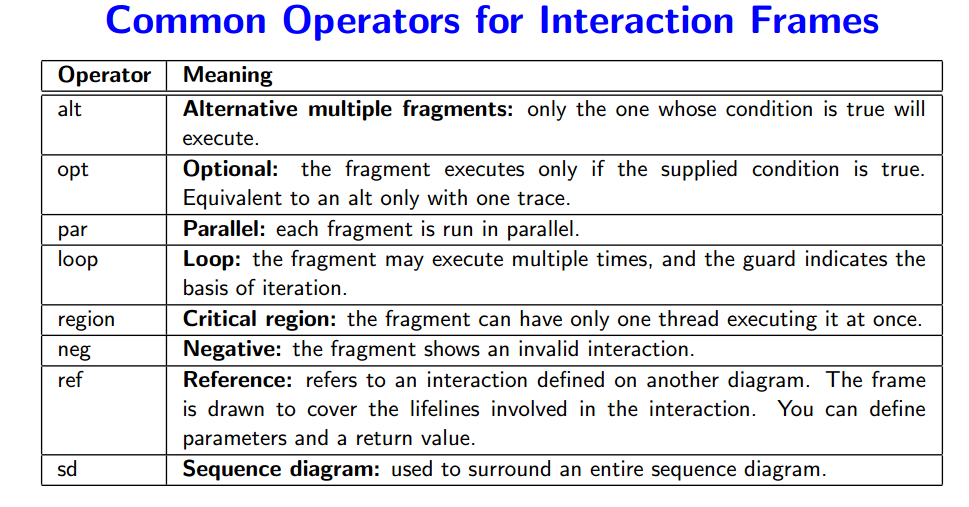 Common Operators for Interaction Frames
Operator Meaning
alt Alternative multiple fragments: only the one whose condition is true will
execute.
opt Optional: the fragment executes only if the supplied condition is true.
Equivalent to an alt only with one trace.
par Parallel: each fragment is run in parallel.
loop Loop: the fragment may execute multiple times, and the guard indicates the
basis of iteration.
region Critical region: the fragment can have only one thread executing it at once.
neg Negative: the fragment shows an invalid interaction.
ref Reference: refers to an interaction defined on another diagram. The frame
is drawn to cover the lifelines involved in the interaction. You can define
parameters and a return value.
sd Sequence diagram: used to surround an entire sequence diagram.